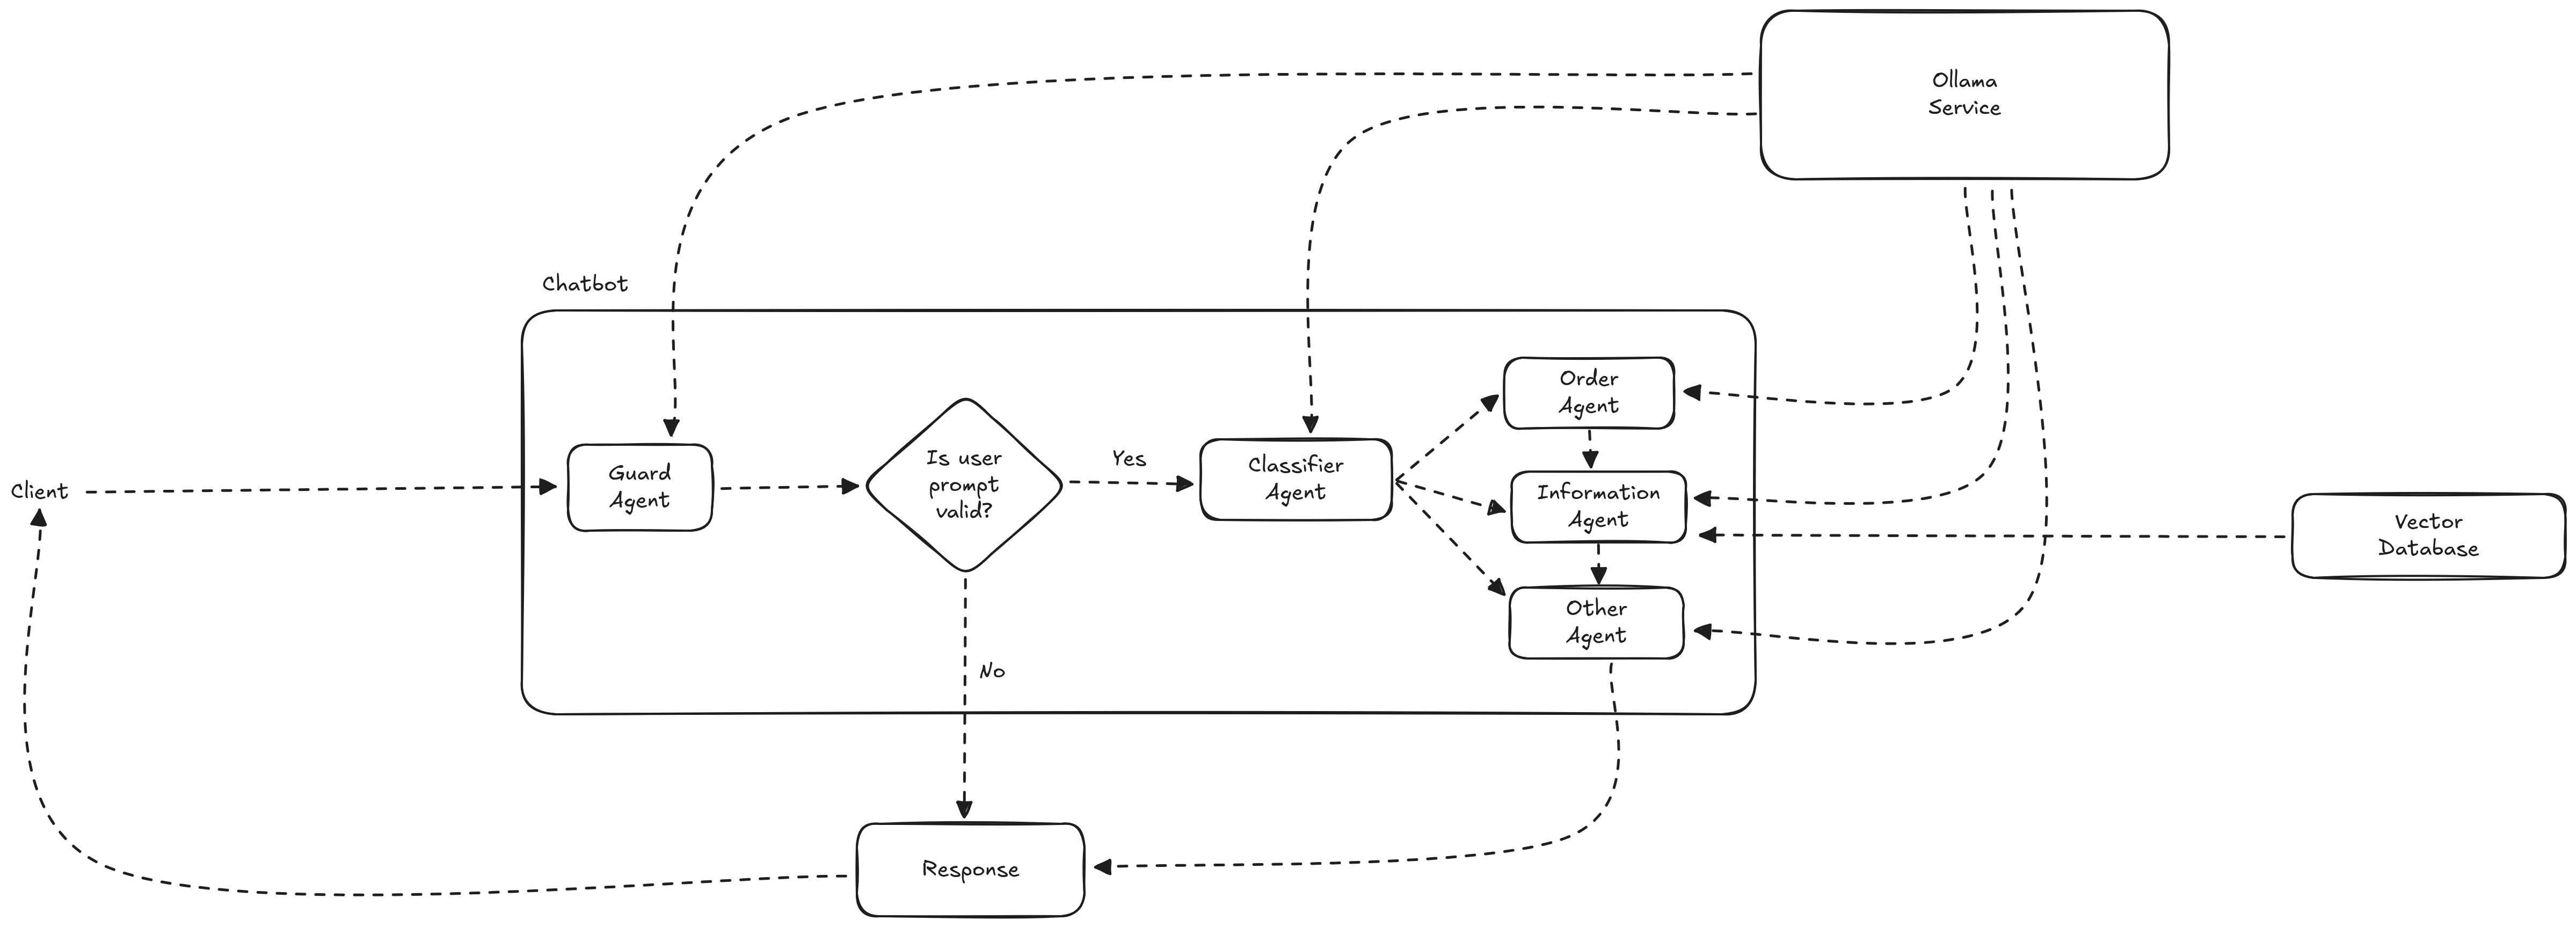 Ollama
Service
Chatbot
Client
Guard
Agent
Is user
prompt
valid?
Yes
No
Classifier
Agent
Order
Agent
Information
Agent
Other
Agent
Vector
Database
Response